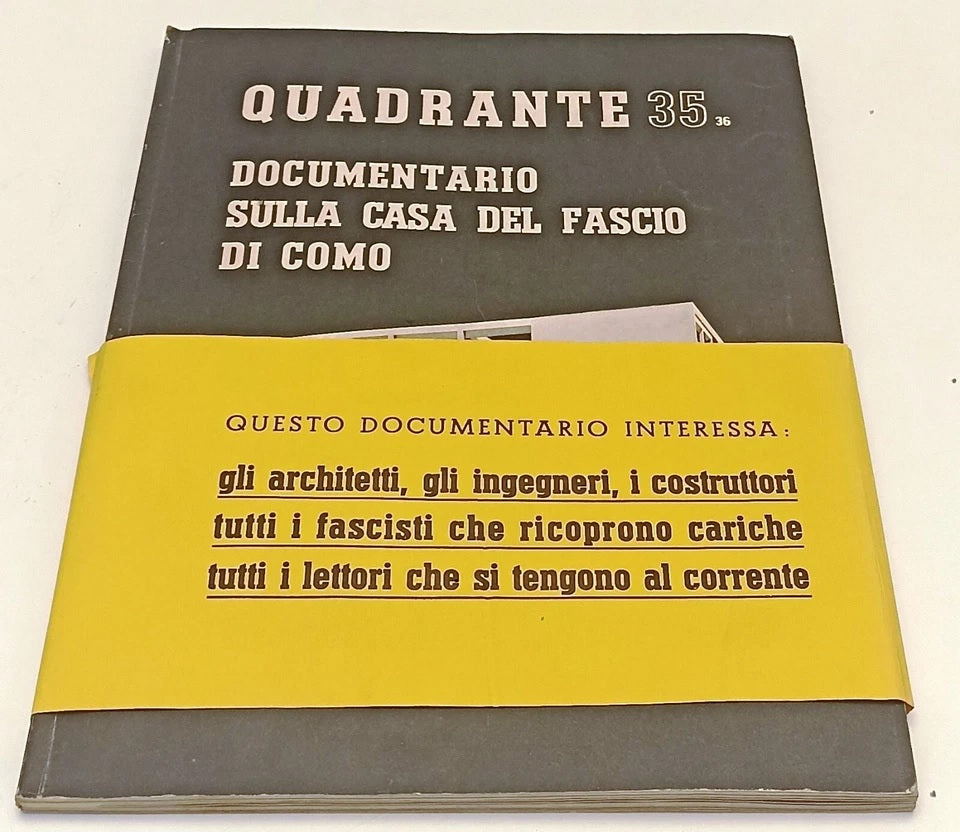 QUADRANTE 35 36
DOCUMENTARIO
SULLA CASA DEL FASCIO
DI COMO
QUESTO DOCUMENTARIO INTERESSA:
gli architetti, gli ingegneri, i costruttori
tutti i fascisti che ricoprono cariche
tutti i lettori che si tengono al corrente